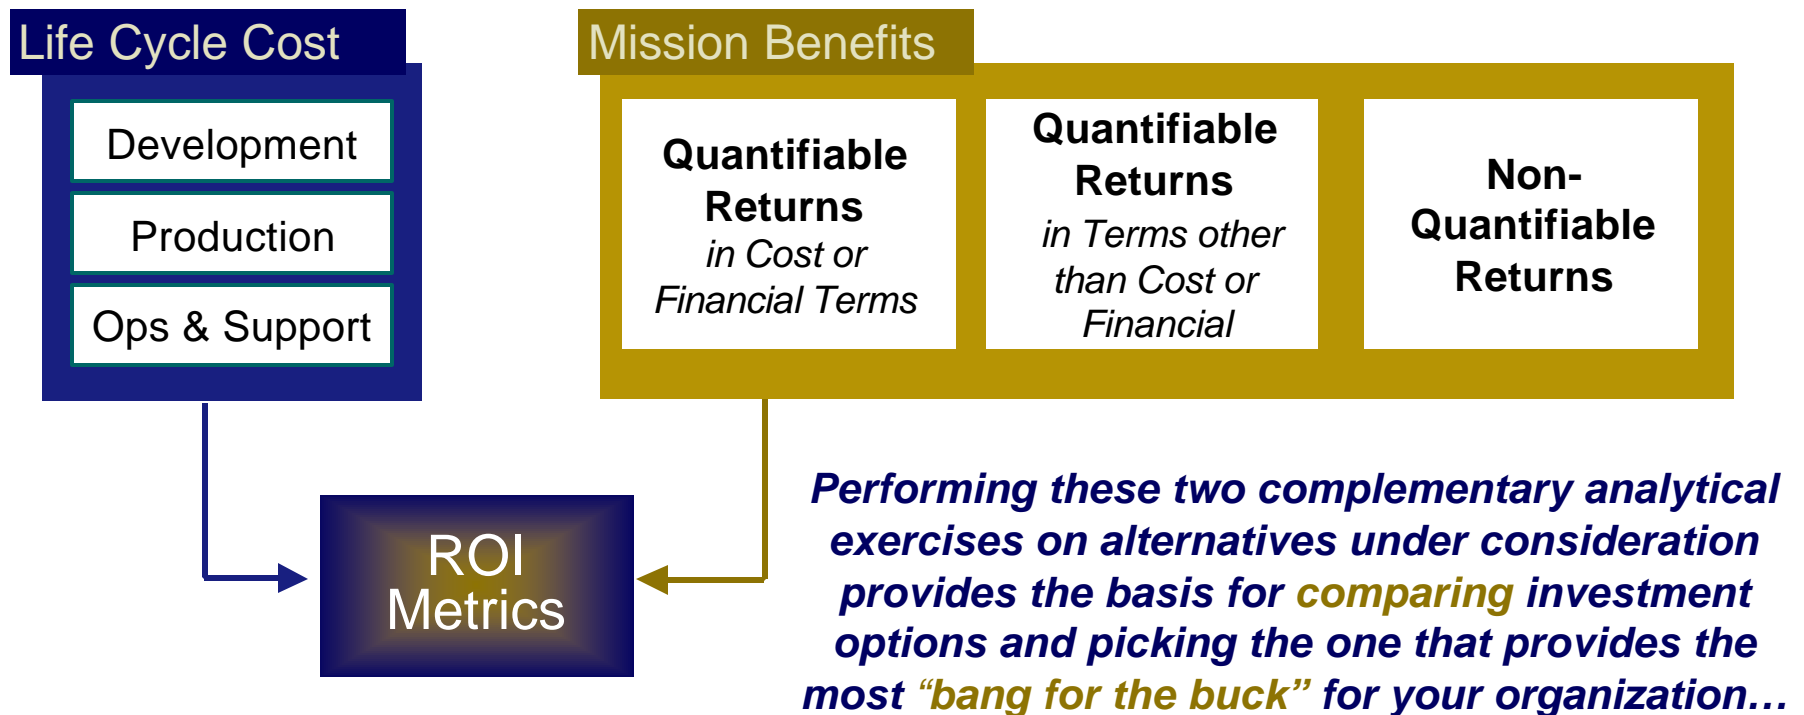 Life Cycle Cost
Development
Production
Ops & Support
Mission Benefits
Quantifiable
Returns
in Cost or
Financial Terms
Quantifiable
Returns
in Terms other
than Cost or
Financial
Non-
Quantifiable
Returns
ROI
Metrics
Performing these two complementary analytical
exercises on alternatives under consideration
provides the basis for comparing investment
options and picking the one that provides the
most “bang for the buck” for your organization…